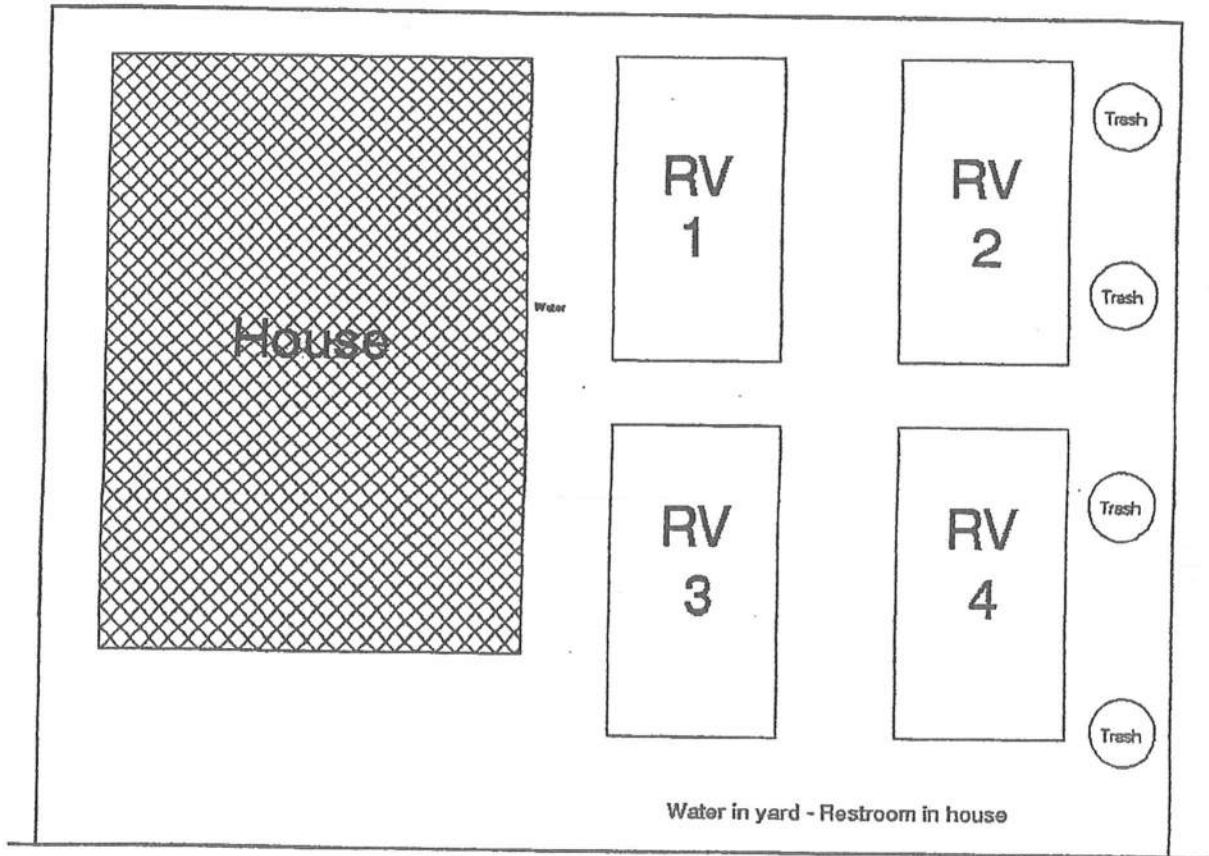 House
Water
RV
1
RV
2
RV
3
RV
4
Trash
Trash
Trash
Trash
Water in yard - Restroom in house